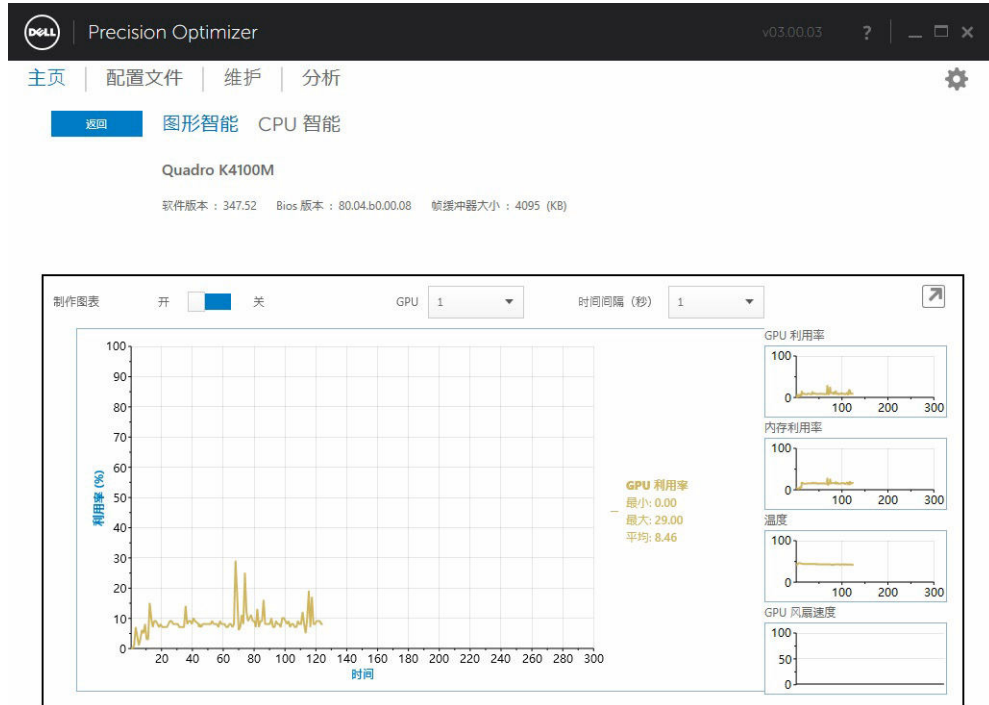 DELL Precision Optimizer v03.00.03 ?
主页 配置文件 维护 分析
返回 图形智能 CPU 智能
Quadro K4100M
软件版本 : 347.52 Bios 版本 : 80.04.b0.00.08 帧缓冲器大小 : 4095 (KB)
制作图表 开 关 GPU 1 时间间隔 (秒) 1
100
90
80
70
60
50
40
30
20
10
0
利用率 (%)
20 40 60 80 100 120 140 160 180 200 220 240 260 280 300
时间
GPU 利用率
最小: 0.00
最大: 29.00
平均: 8.46
GPU 利用率
100
0
100 200 300
内存利用率
100
0
100 200 300
温度
100
0
100 200 300
GPU 风扇速度
100
50
0